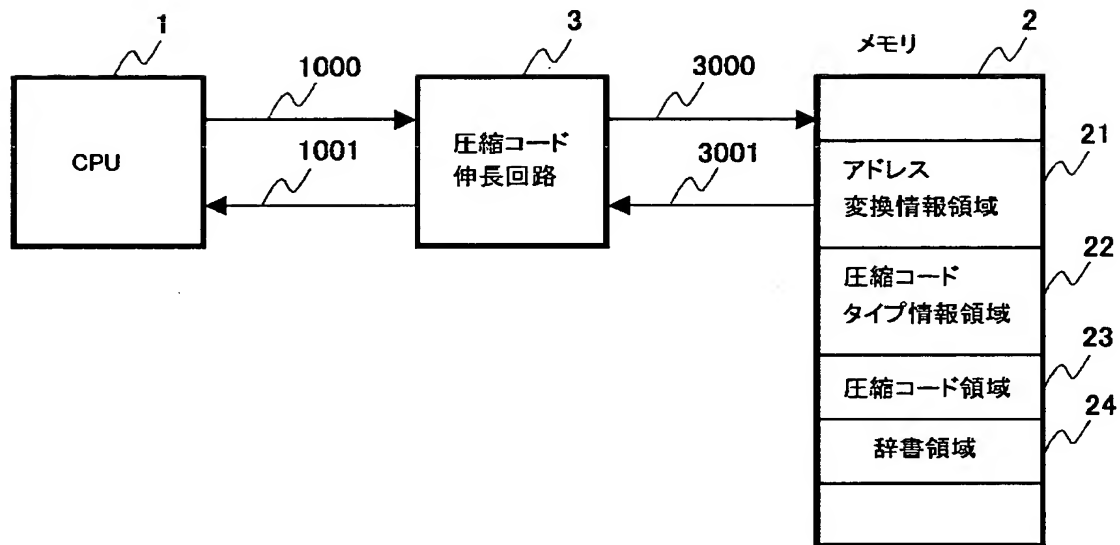 1
3
メモリ
2
1000
3000
CPU
1001
圧縮コード
伸長回路
3001
21
アドレス
変換情報領域
22
圧縮コード
タイプ情報領域
23
圧縮コード領域
24
辞書領域